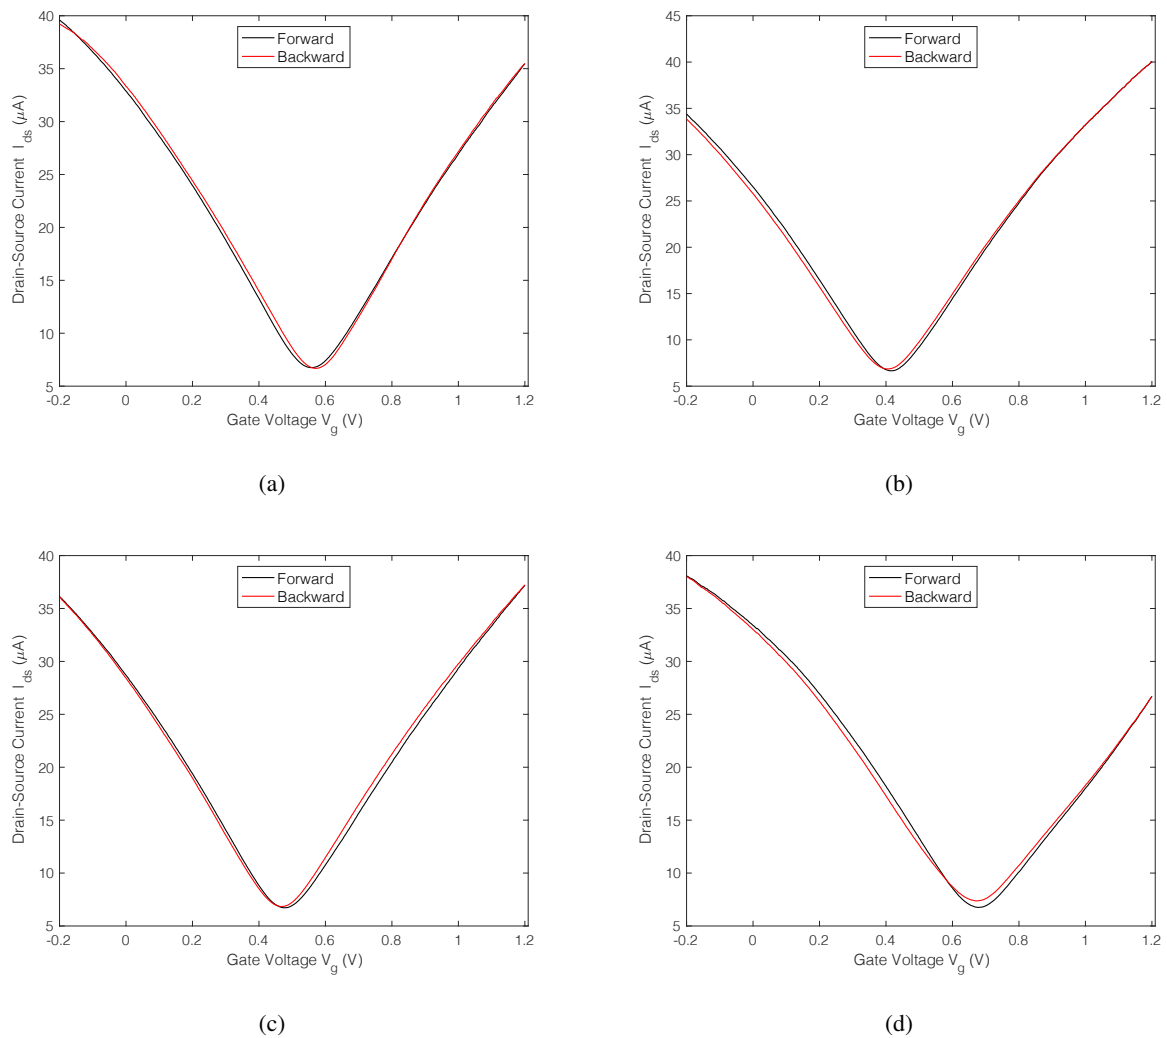 40
35
30
25
20
15
10
5
-0.2 0 0.2 0.4 0.6 0.8 1 1.2
Drain-Source Current I_ds (μA)
Gate Voltage V_g (V)
Forward
Backward
(a)
45
40
35
30
25
20
15
10
5
-0.2 0 0.2 0.4 0.6 0.8 1 1.2
Drain-Source Current I_ds (μA)
Gate Voltage V_g (V)
Forward
Backward
(b)
40
35
30
25
20
15
10
5
-0.2 0 0.2 0.4 0.6 0.8 1 1.2
Drain-Source Current I_ds (μA)
Gate Voltage V_g (V)
Forward
Backward
(c)
40
35
30
25
20
15
10
5
-0.2 0 0.2 0.4 0.6 0.8 1 1.2
Drain-Source Current I_ds (μA)
Gate Voltage V_g (V)
Forward
Backward
(d)